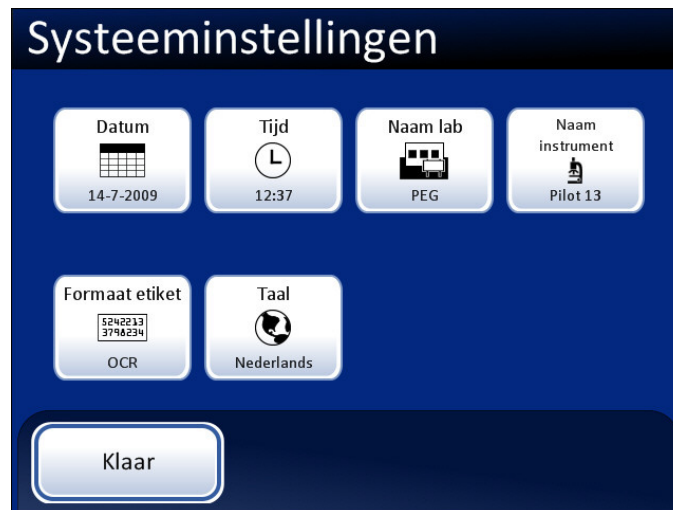 Systeeminstellingen
Datum
14-7-2009
Tijd
12:37
Naam lab
PEG
Naam
instrument
Pilot 13
Formaat etiket
5242213
3798234
OCR
Taal
Nederlands
Klaar